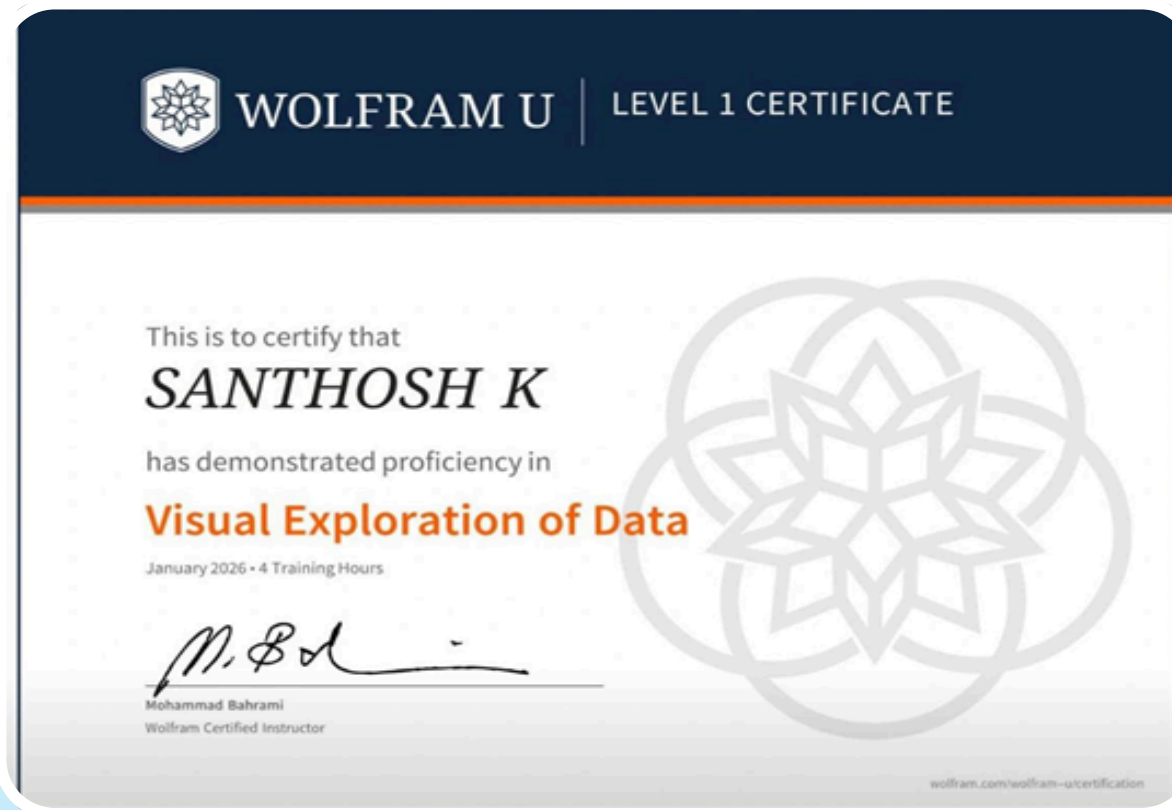 WOLFRAM U | LEVEL 1 CERTIFICATE
This is to certify that
SANTHOSH K
has demonstrated proficiency in
Visual Exploration of Data
January 2026 • 4 Training Hours
M. B
Mohammad Bahrami
Wolfram Certified Instructor
wolfram.com/wolfram-u/certification